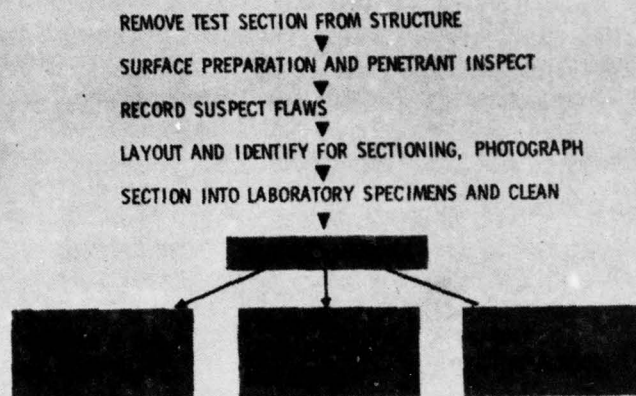 REMOVE TEST SECTION FROM STRUCTURE
SURFACE PREPARATION AND PENETRANT INSPECT
RECORD SUSPECT FLAWS
LAYOUT AND IDENTIFY FOR SECTIONING, PHOTOGRAPH
SECTION INTO LABORATORY SPECIMENS AND CLEAN